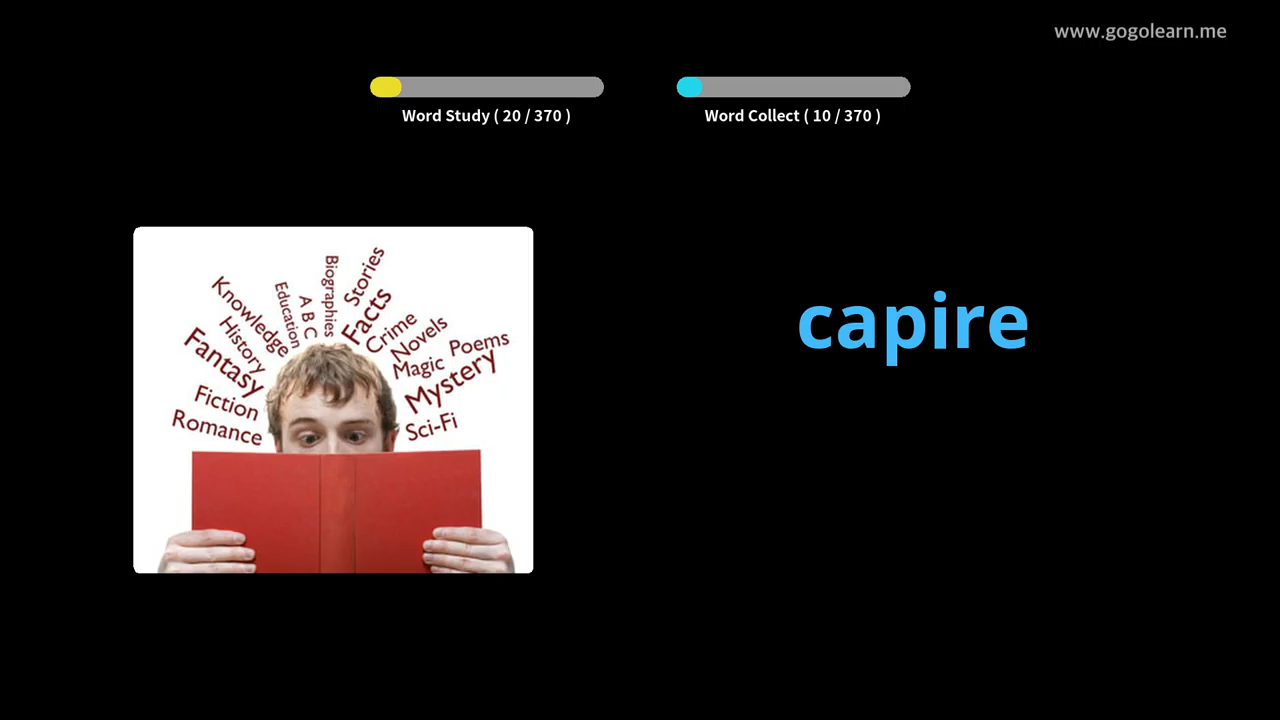 www.gogolearn.me
Word Study ( 20 / 370 )
Word Collect ( 10 / 370 )
Biographies
Stories
Education
A B C
Facts
Knowledge
Crime
History
Novels
Fantasy
Magic
Poems
Mystery
Fiction
Romance
Sci-Fi
capire